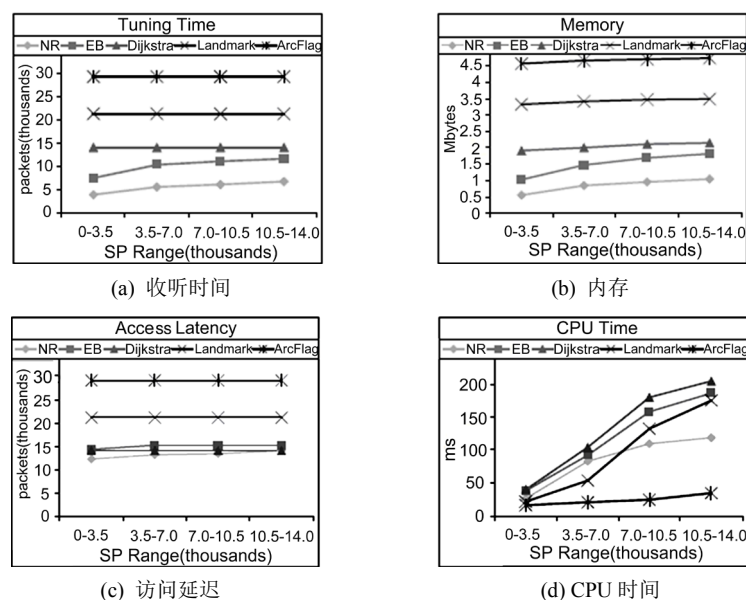 Tuning Time
NR EB Dijkstra Landmark ArcFlag
packets(thousands)
30
25
20
15
10
5
0
0-3.5 3.5-7.0 7.0-10.5 10.5-14.0
SP Range(thousands)
(a) 收听时间
Memory
NR EB Dijkstra Landmark ArcFlag
Mbytes
4.5
3.5
2.5
2
1.5
1
0.5
0
0-3.5 3.5-7.0 7.0-10.5 10.5-14.0
SP Range(thousands)
(b) 内存
Access Latency
NR EB Dijkstra Landmark ArcFlag
packets(thousands)
30
25
20
15
10
5
0
0-3.5 3.5-7.0 7.0-10.5 10.5-14.0
SP Range(thousands)
(c) 访问延迟
CPU Time
NR EB Dijkstra Landmark ArcFlag
ms
200
150
100
50
0
0-3.5 3.5-7.0 7.0-10.5 10.5-14.0
SP Range(thousands)
(d) CPU 时间